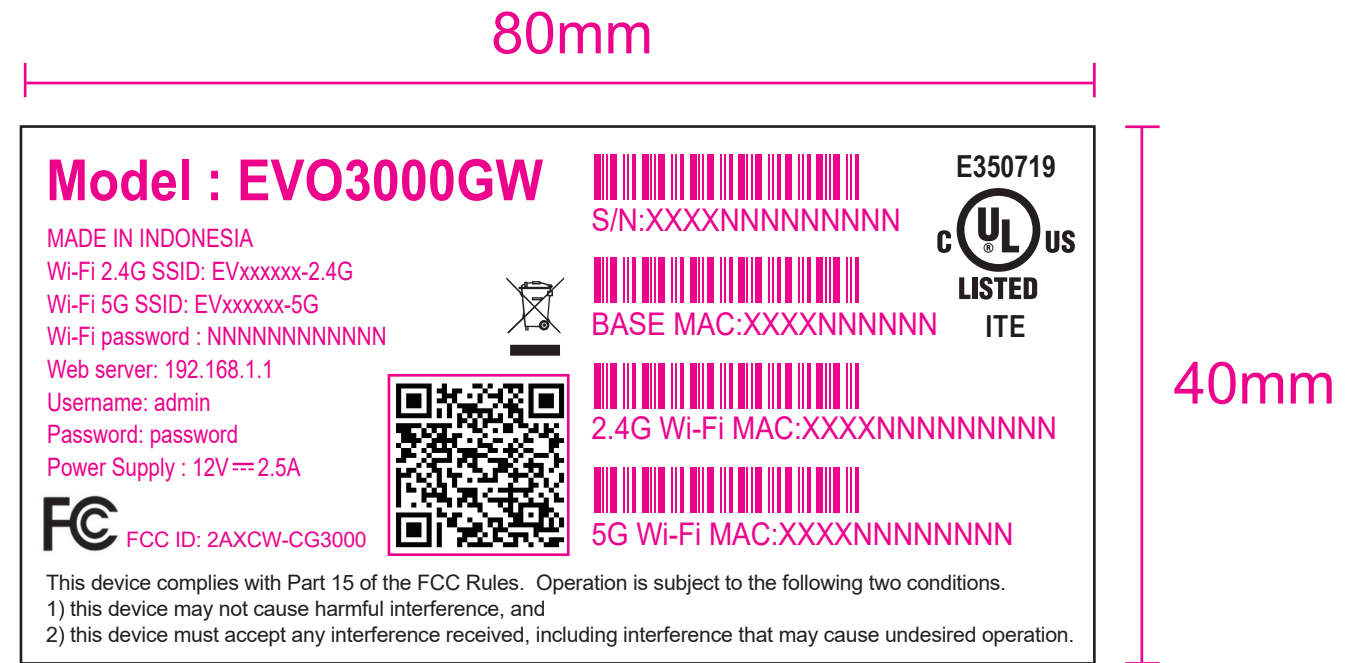 80mm
Model : EVO3000GW
MADE IN INDONESIA
Wi-Fi 2.4G SSID: EVxxxxxx-2.4G
Wi-Fi 5G SSID: EVxxxxxx-5G
Wi-Fi password : NNNNNNNNNNNN
Web server: 192.168.1.1
Username: admin
Password: password
Power Supply : 12V⎓2.5A
FC
FCC ID: 2AXCW-CG3000
S/N:XXXXNNNNNNNNN
BASE MAC:XXXXNNNNNN
2.4G Wi-Fi MAC:XXXXNNNNNNNNN
5G Wi-Fi MAC:XXXXNNNNNNNN
E350719
C UL ® US
LISTED
ITE
40mm
This device complies with Part 15 of the FCC Rules.  Operation is subject to the following two conditions.
1) this device may not cause harmful interference, and
2) this device must accept any interference received, including interference that may cause undesired operation.